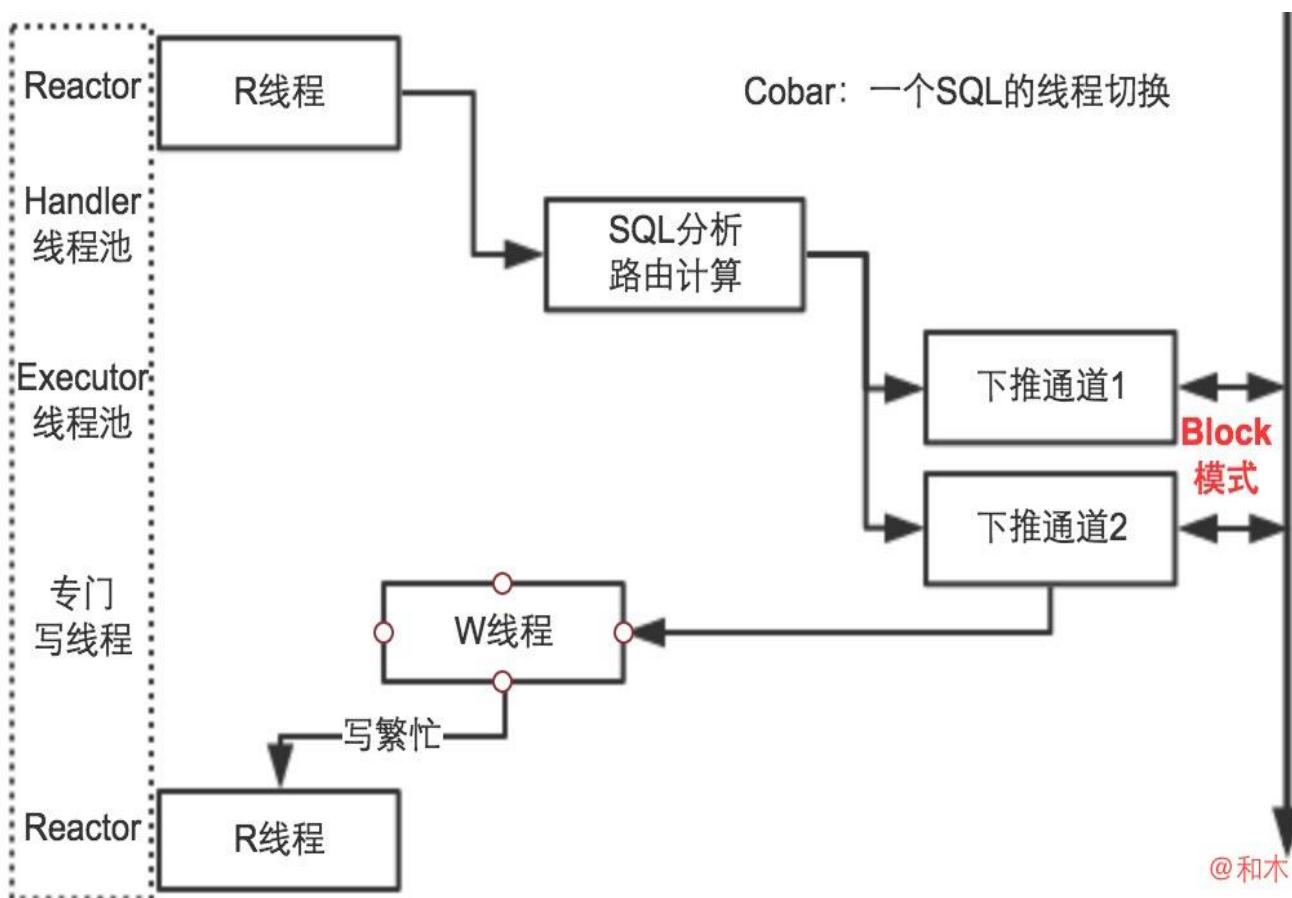 Reactor
R线程
Cobar：一个SQL的线程切换
Handler
线程池
SQL分析
路由计算
Executor
线程池
下推通道1
Block
模式
下推通道2
专门
写线程
W线程
写繁忙
Reactor
R线程
@和木